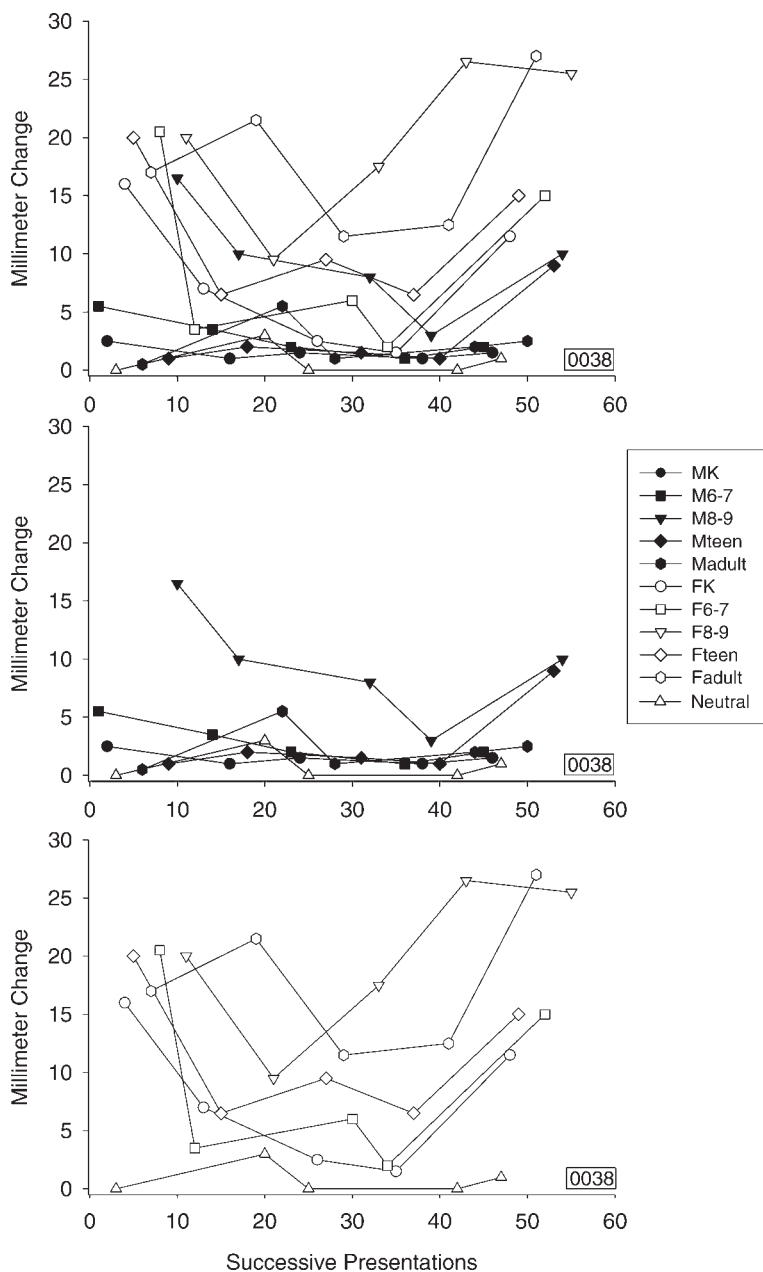 30
25
20
15
10
5
0
Millimeter Change
0038
0 10 20 30 40 50 60
30
25
20
15
10
5
0
Millimeter Change
0038
0 10 20 30 40 50 60
MK
M6-7
M8-9
Mteen
Madult
FK
F6-7
F8-9
Fteen
Fadult
Neutral
30
25
20
15
10
5
0
Millimeter Change
0038
0 10 20 30 40 50 60
Successive Presentations